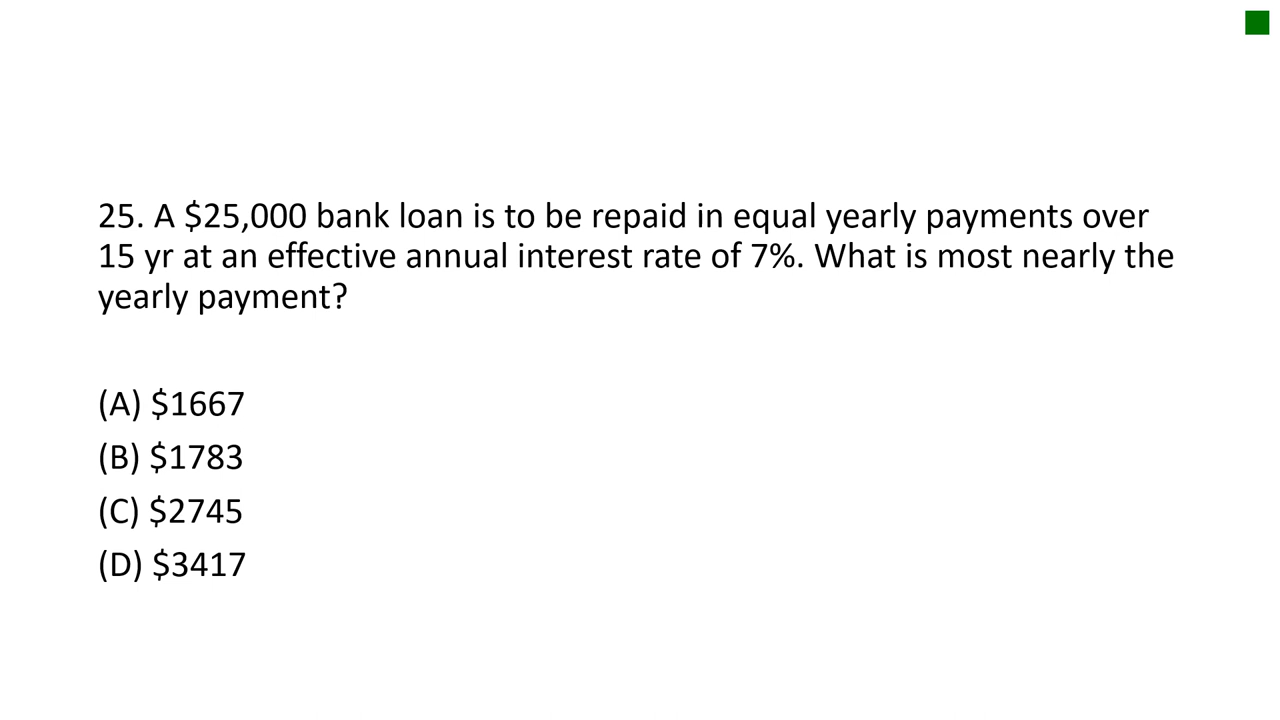 25. A $25,000 bank loan is to be repaid in equal yearly payments over
15 yr at an effective annual interest rate of 7%. What is most nearly the
yearly payment?
(A) $1667
(B) $1783
(C) $2745
(D) $3417